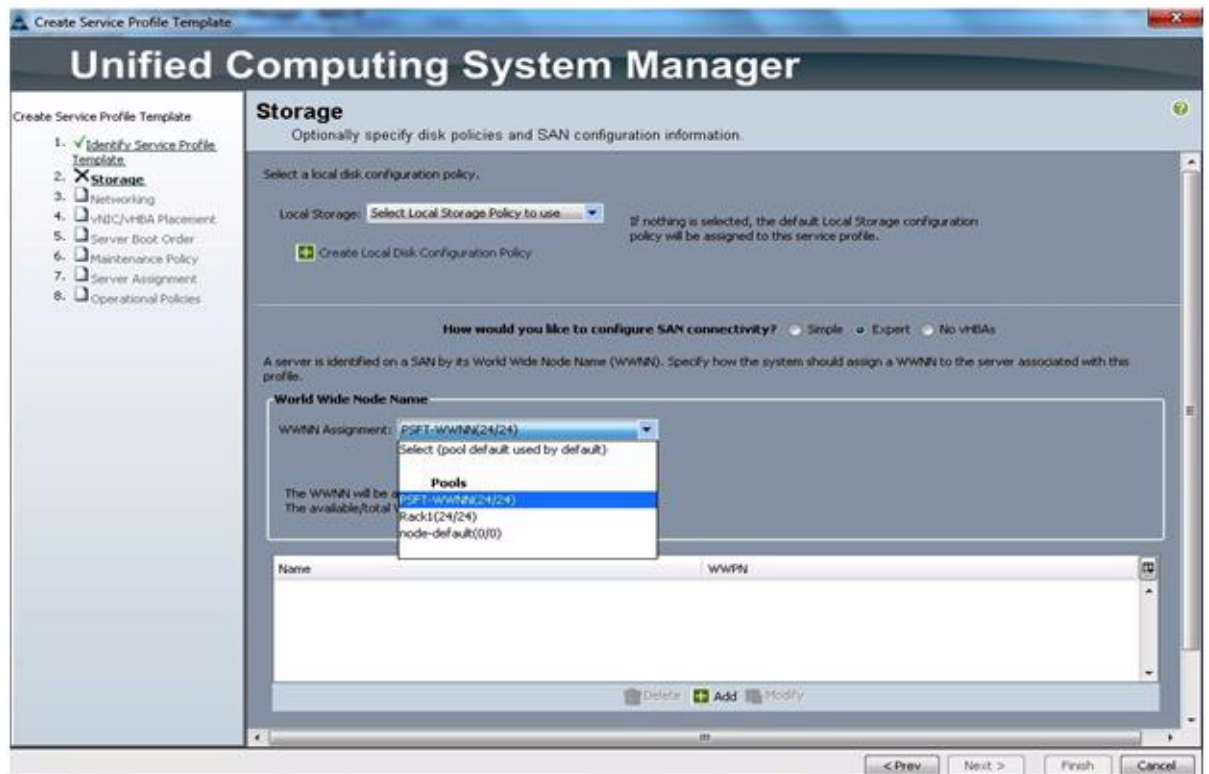 Create Service Profile Template
Unified Computing System Manager
Create Service Profile Template
1. Identify Service Profile
Template
2. Storage
3. Networking
4. vNIC/vHBA Placement
5. Server Boot Order
6. Maintenance Policy
7. Server Assignment
8. Operational Policies
Storage
Optionally specify disk policies and SAN configuration information.
Select a local disk configuration policy.
Local Storage: Select Local Storage Policy to use
If nothing is selected, the default Local Storage configuration
policy will be assigned to this service profile.
Create Local Disk Configuration Policy
How would you like to configure SAN connectivity? Simple Expert No vHBAs
A server is identified on a SAN by its World Wide Node Name (WWNN). Specify how the system should assign a WWNN to the server associated with this
profile.
World Wide Node Name
WWNN Assignment: PSFT-WWNN(24/24)
Select (pool default used by default)
Pools
PSFT-WWNN(24/24)
Rack1(24/24)
node-default(0/0)
The WWNN will be
The available/total
Name WWPN
Delete Add Modify
< Prev Next > Finish Cancel